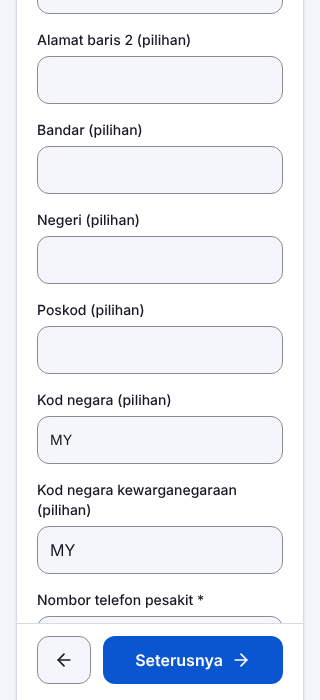 Alamat baris 2 (pilihan)
Bandar (pilihan)
Negeri (pilihan)
Poskod (pilihan)
Kod negara (pilihan)
MY
Kod negara kewarganegaraan
(pilihan)
MY
Nombor telefon pesakit *
Seterusnya